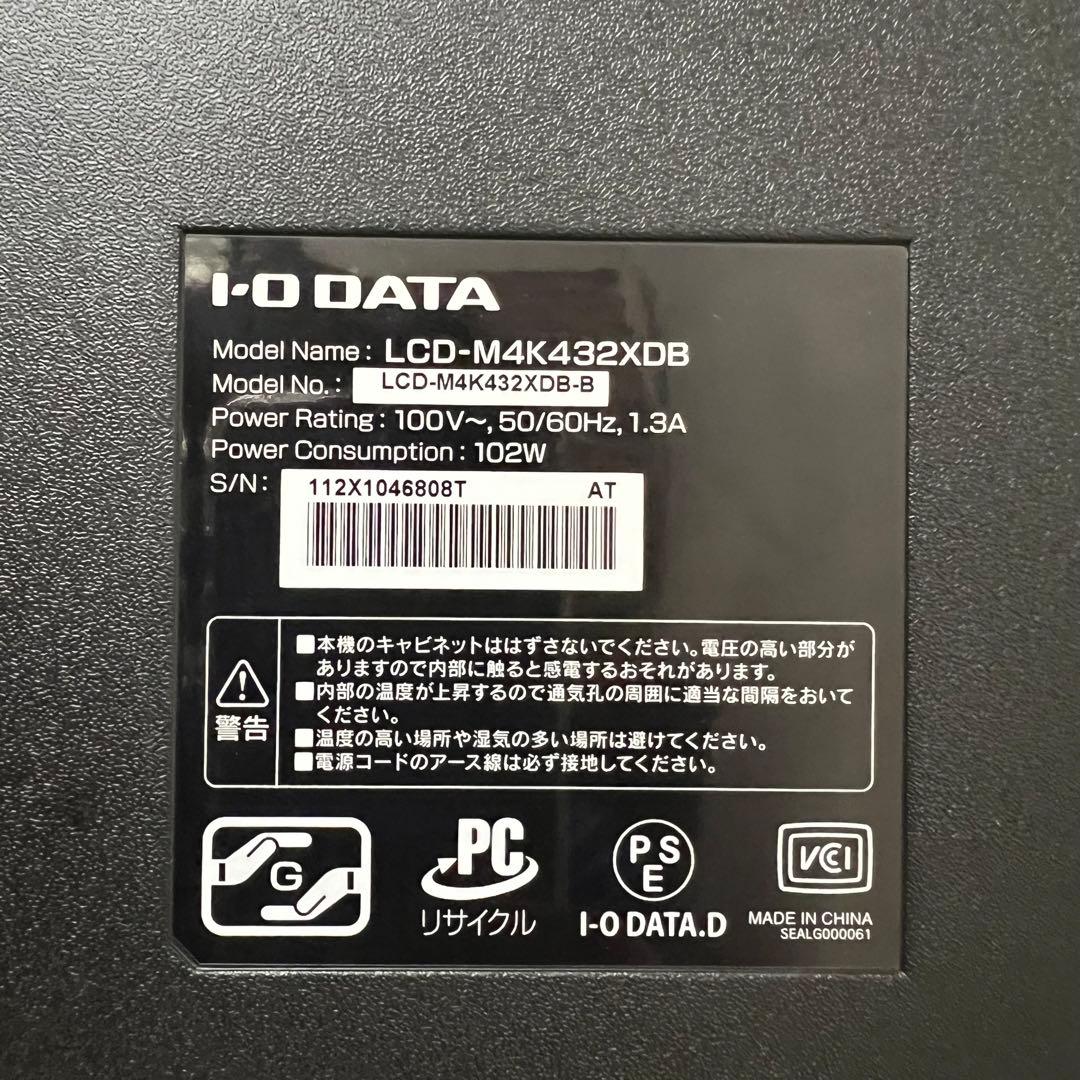 I-O DATA
Model Name: LCD-M4K432XDB
Model No.: LCD-M4K432XDB-B
Power Rating: 100V～, 50/60Hz, 1.3A
Power Consumption: 102W
S/N: 112X1046808T AT
■本機のキャビネットははずさないでください。電圧の高い部分が
ありますので内部に触ると感電するおそれがあります。
■内部の温度が上昇するので通気孔の周囲に適当な間隔をおいて
ください。
■温度の高い場所や湿気の多い場所は避けてください。
■電源コードのアース線は必ず接地してください。
警告
G
PC
リサイクル
PS
E
I-O DATA.D
VCCI
MADE IN CHINA
SEALG000061